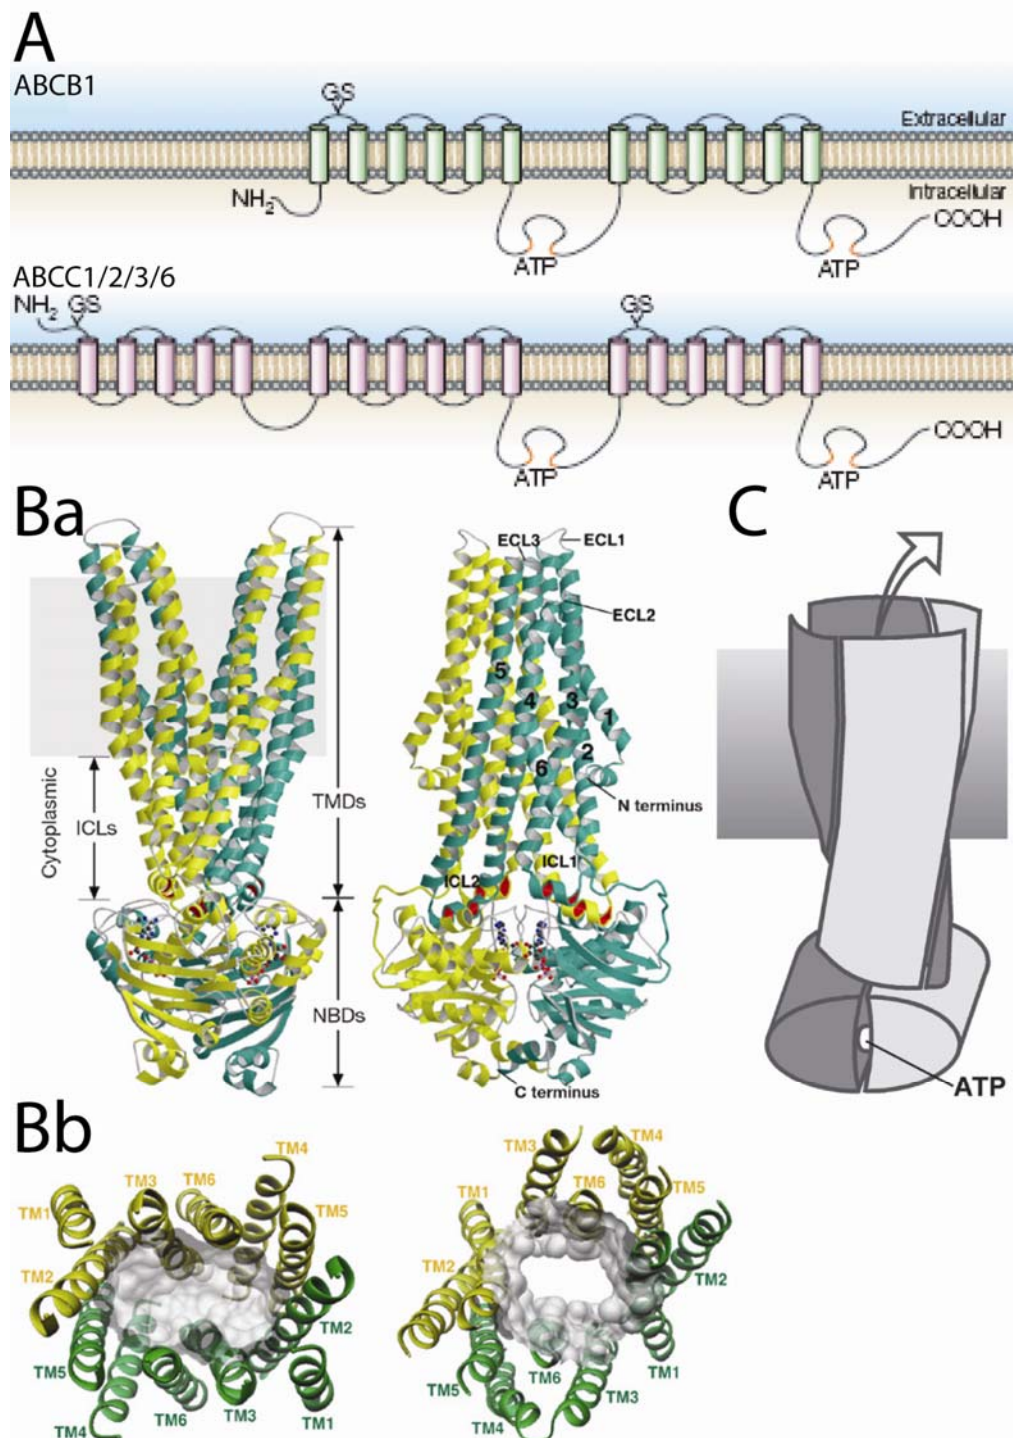 A
ABCB1
GS
Extracellular
Intracellular
NH2
COOH
ATP
ATP
ABCC1/2/3/6
NH2
GS
GS
COOH
ATP
ATP
Ba
Cytoplasmic
ICLs
TMDs
NBDs
ECL3
ECL1
ECL2
5
4
3
1
2
6
N terminus
ICL2
ICL1
C terminus
C
ATP
Bb
TM4
TM3
TM6
TM1
TM5
TM2
TM2
TM5
TM6
TM3
TM1
TM4
TM3
TM4
TM1
TM6
TM5
TM2
TM2
TM5
TM6
TM1
TM3
TM4